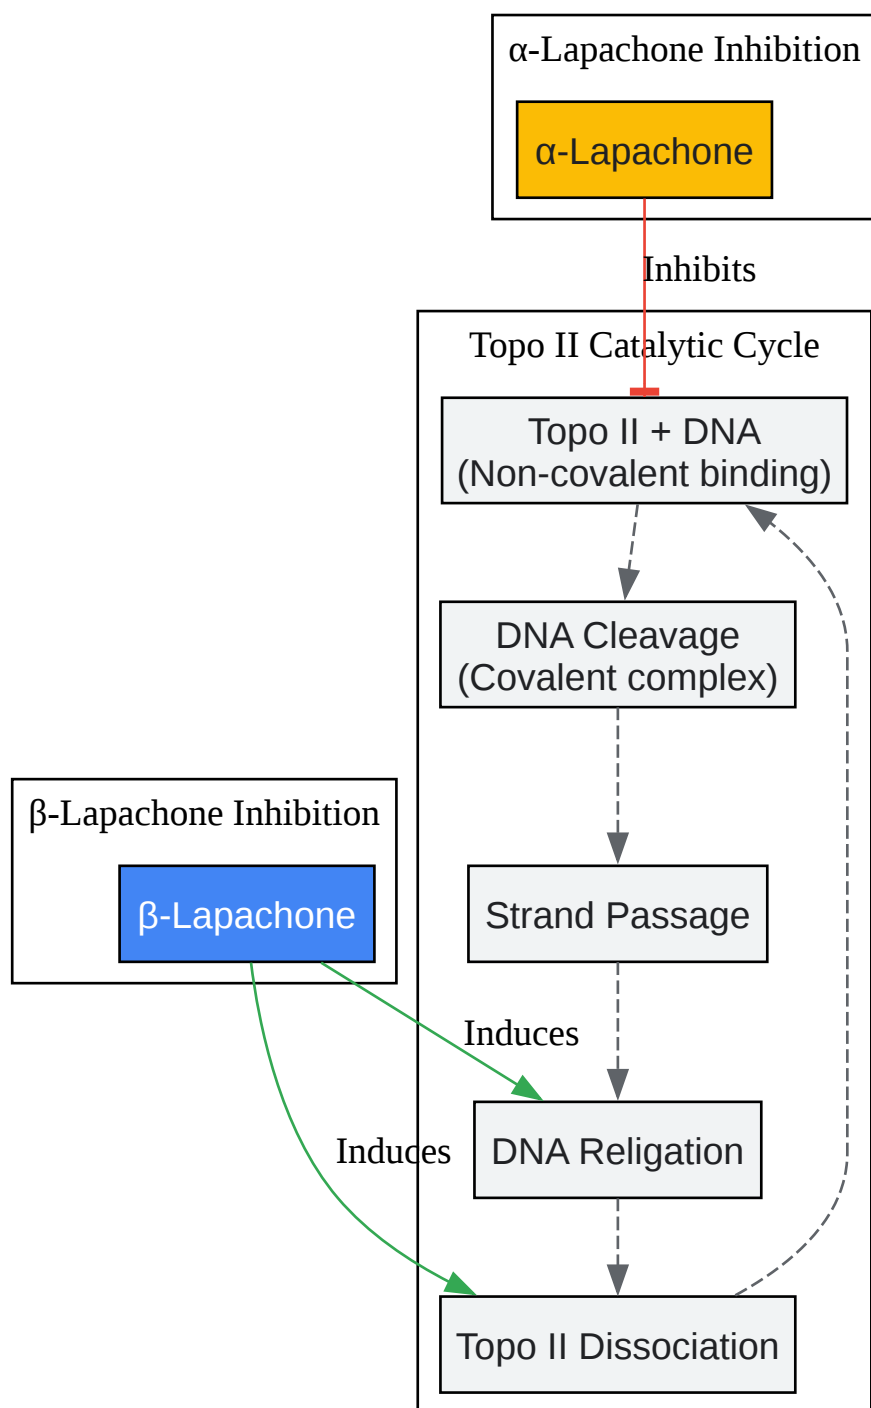 α-Lapachone Inhibition
α-Lapachone
Inhibits
Topo II Catalytic Cycle
Topo II + DNA
(Non-covalent binding)
DNA Cleavage
(Covalent complex)
β-Lapachone Inhibition
β-Lapachone
Strand Passage
Induces
Induces
DNA Religation
Topo II Dissociation